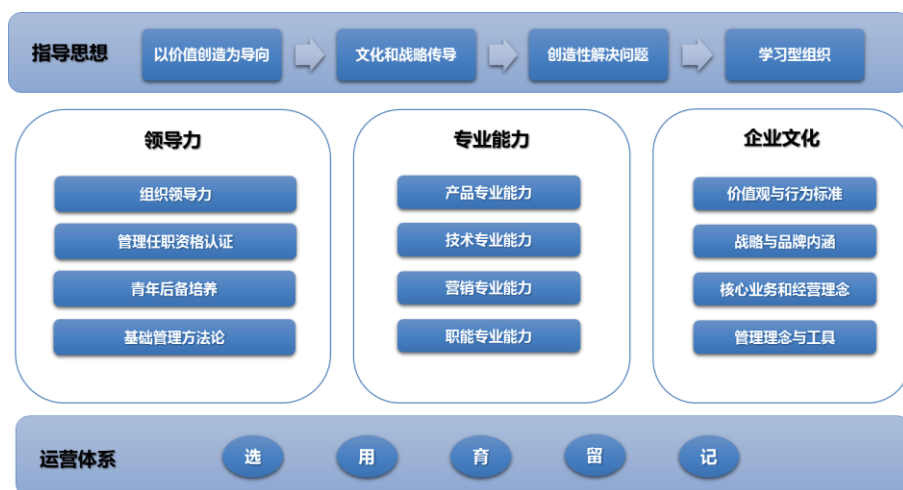 指导思想
以价值创造为导向
文化和战略传导
创造性解决问题
学习型组织
领导力
组织领导力
管理任职资格认证
青年后备培养
基础管理方法论
专业能力
产品专业能力
技术专业能力
营销专业能力
职能专业能力
企业文化
价值观与行为标准
战略与品牌内涵
核心业务和经营理念
管理理念与工具
运营体系
选
用
育
留
记